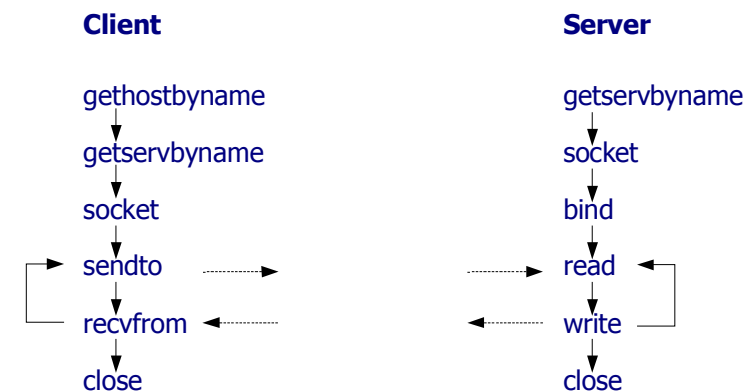 Client
Server
gethostbyname
getservbyname
getservbyname
socket
socket
bind
sendto
read
recvfrom
write
close
close